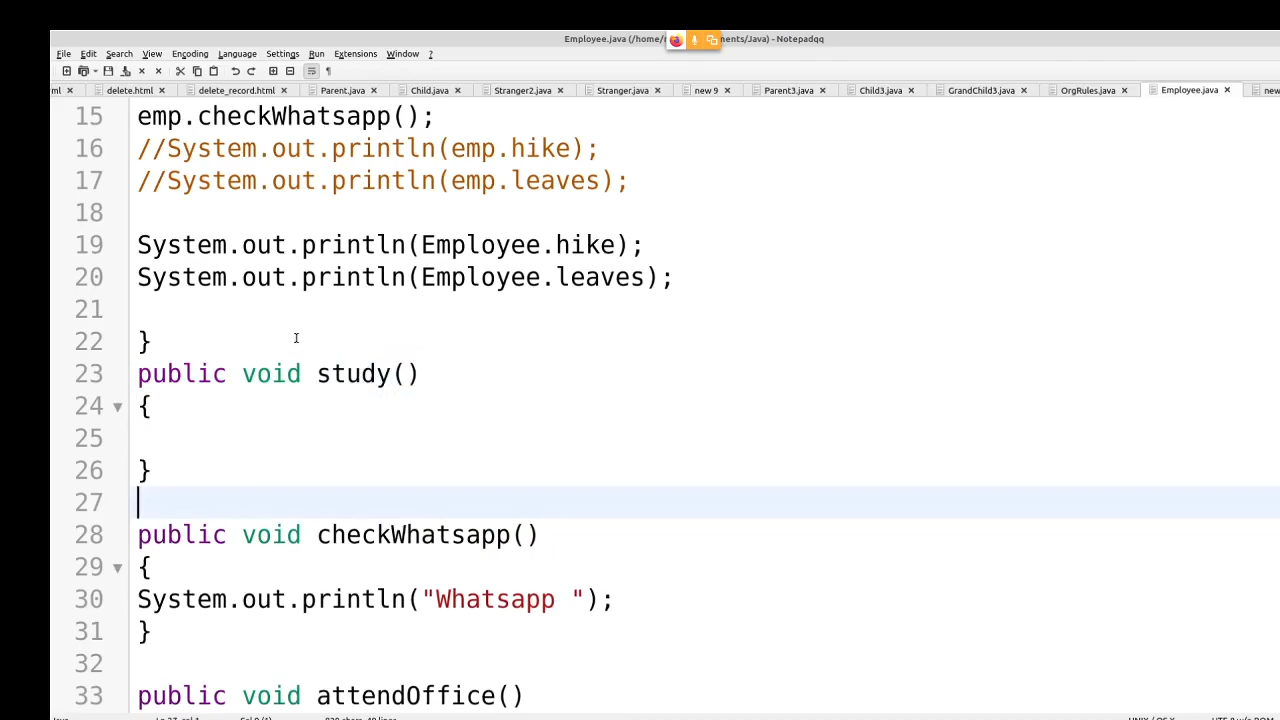 Employee.java (/home/ ments/Java) - Notepadqq
File Edit Search View Encoding Language Settings Run Extensions Window ?
ml delete.html delete_record.html Parent.java Child.java Stranger2.java Stranger.java new 9 Parent3.java Child3.java GrandChild3.java OrgRules.java Employee.java new
15 emp.checkWhatsapp();
16 //System.out.println(emp.hike);
17 //System.out.println(emp.leaves);
18
19 System.out.println(Employee.hike);
20 System.out.println(Employee.leaves);
21
22 }
23 public void study()
24 {
25
26 }
27
28 public void checkWhatsapp()
29 {
30 System.out.println("Whatsapp ");
31 }
32
33 public void attendOffice()